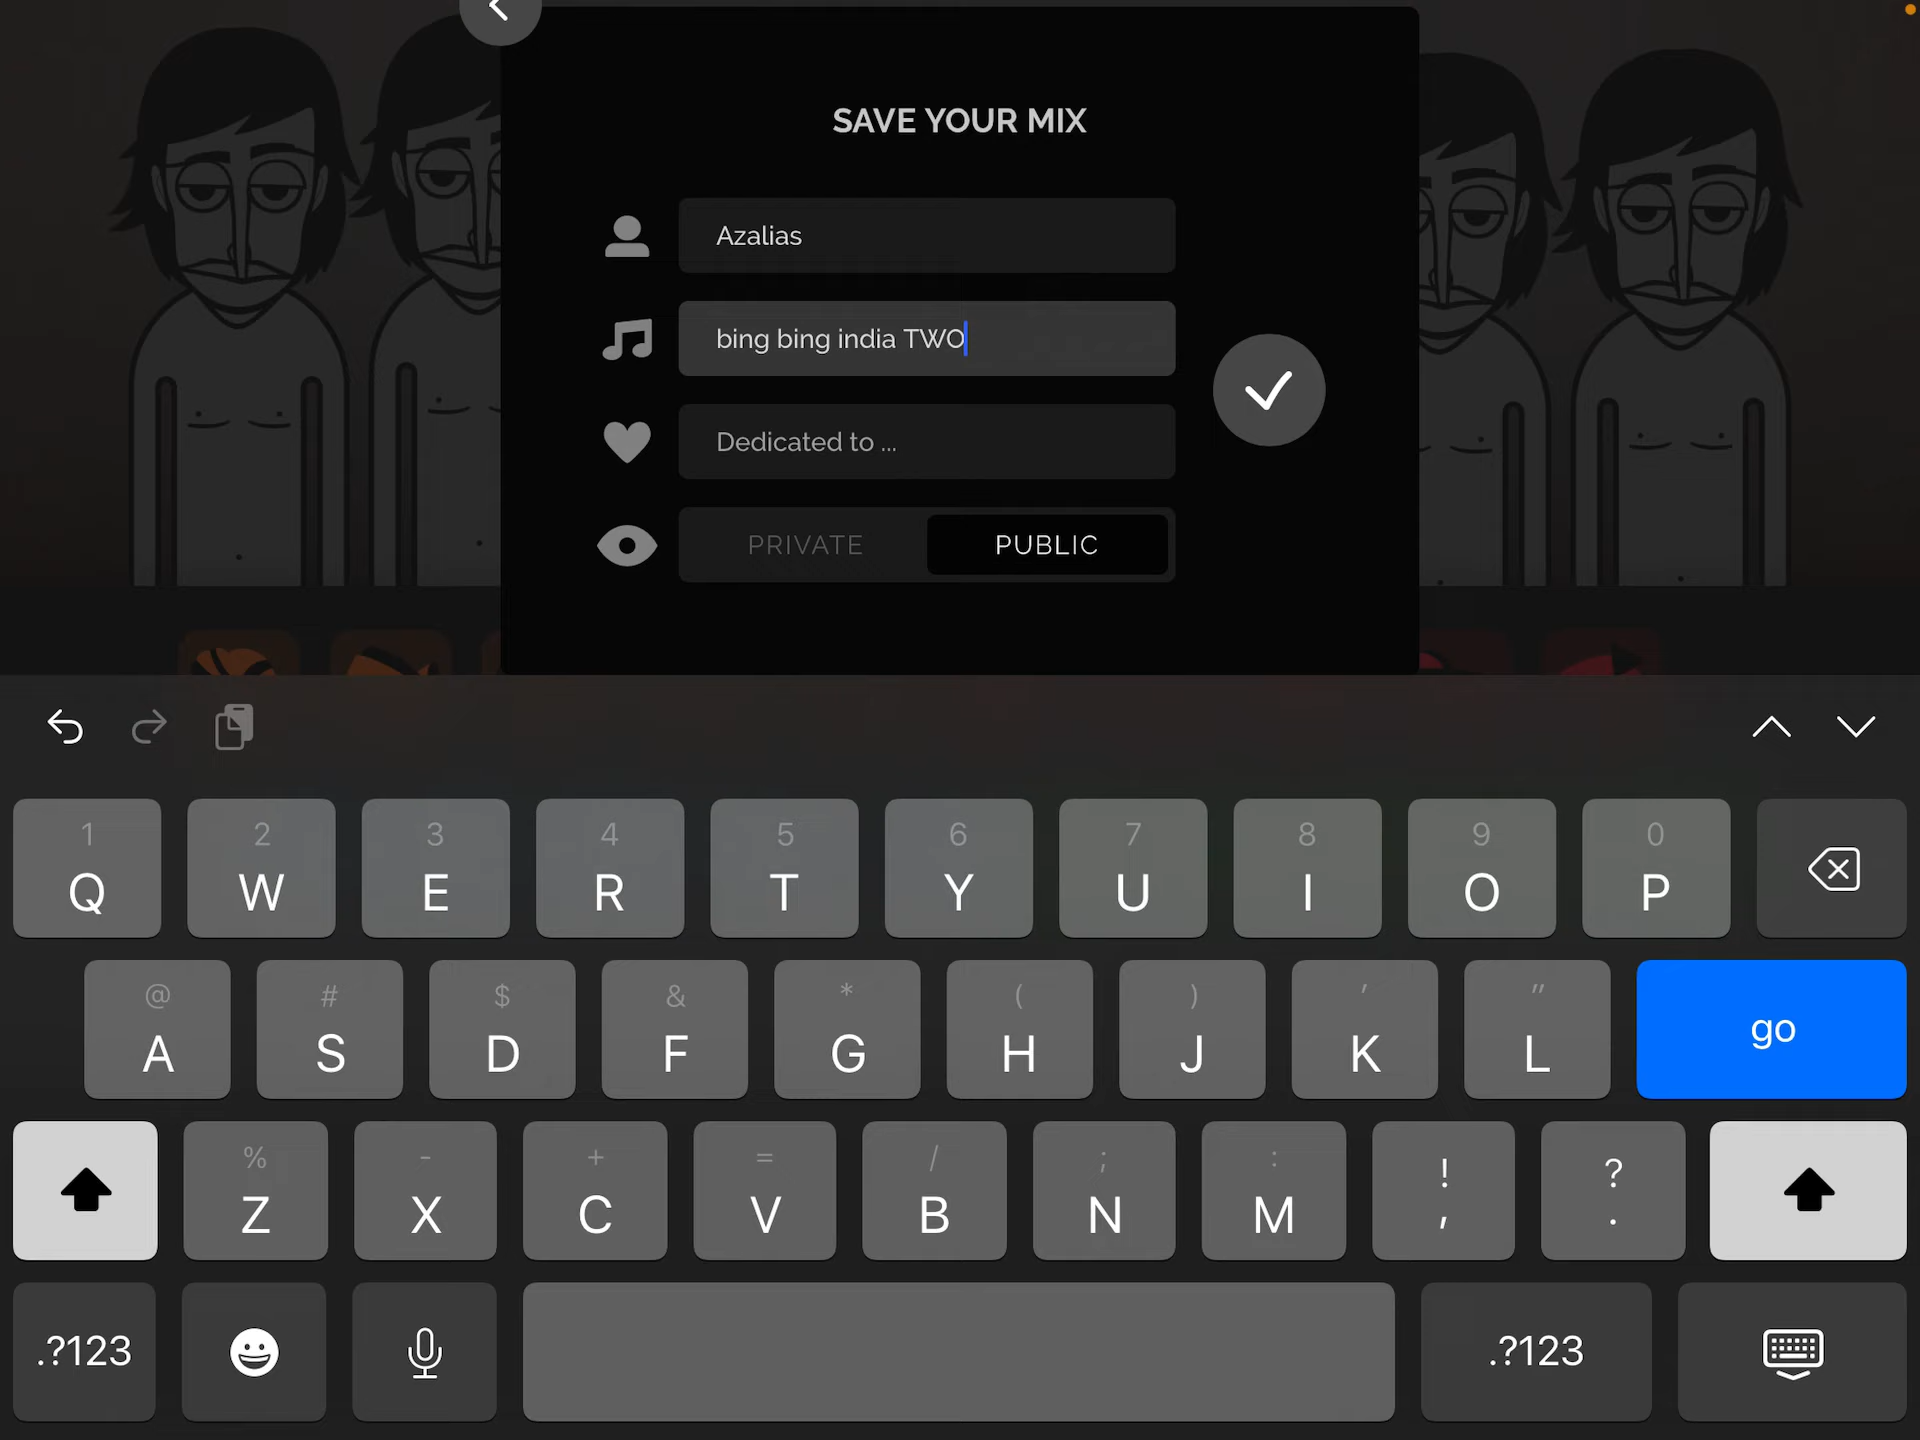 SAVE YOUR MIX
Azalias
bing bing india TWO
Dedicated to ...
PRIVATE PUBLIC
1 2 3 4 5 6 7 8 9 0
Q W E R T Y U I O P
@ # $ & * ( ) ' "
A S D F G H J K L go
% - + = / ; : ! ?
Z X C V B N M , .
.?123 .?123